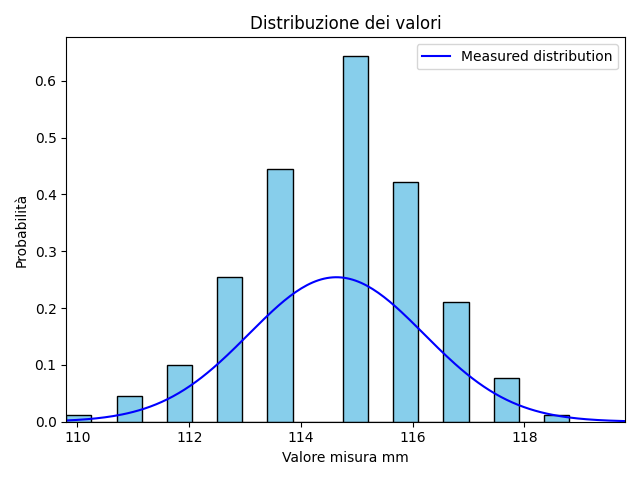 Distribuzione dei valori
Measured distribution
Probabilità
0.6
0.5
0.4
0.3
0.2
0.1
0.0
110 112 114 116 118
Valore misura mm